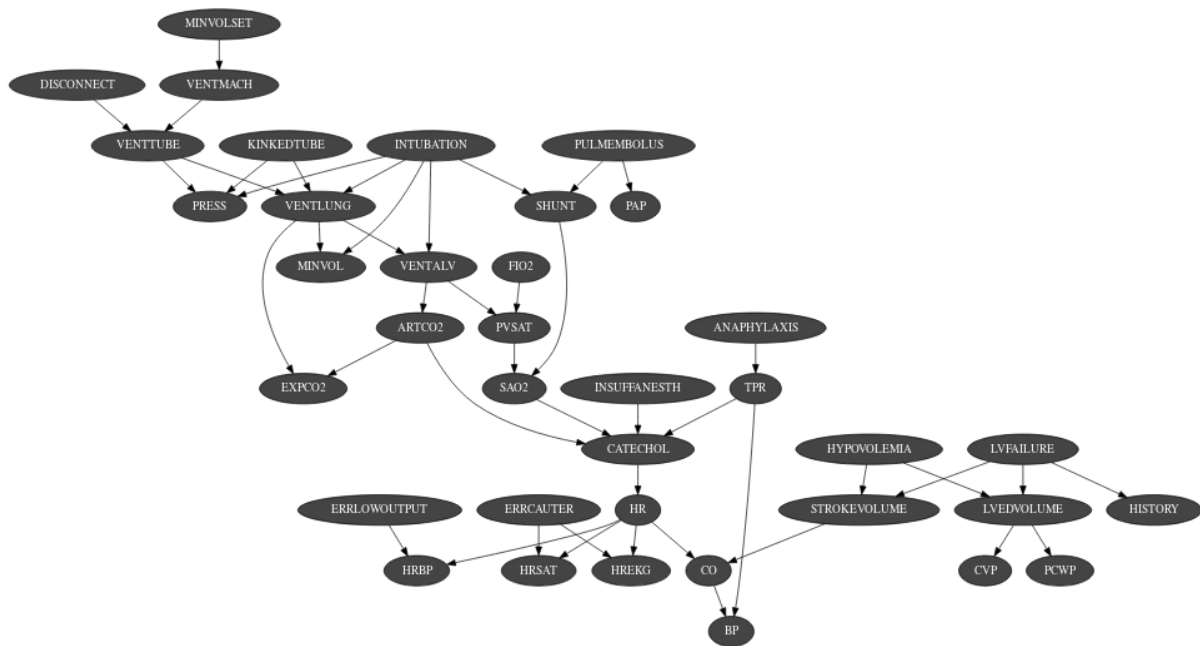 MINVOLSET
DISCONNECT
VENTMACH
VENTTUBE
KINKEDTUBE
INTUBATION
PULMEMBOLUS
PRESS
VENTLUNG
SHUNT
PAP
MINVOL
VENTALV
FIO2
ARTCO2
PVSAT
ANAPHYLAXIS
EXPCO2
SAO2
INSUFFANESTH
TPR
CATECHOL
HYPOVOLEMIA
LVFAILURE
ERRLOWOUTPUT
ERRCAUTER
HR
STROKEVOLUME
LVEDVOLUME
HISTORY
HRBP
HRSAT
HREKG
CO
CVP
PCWP
BP